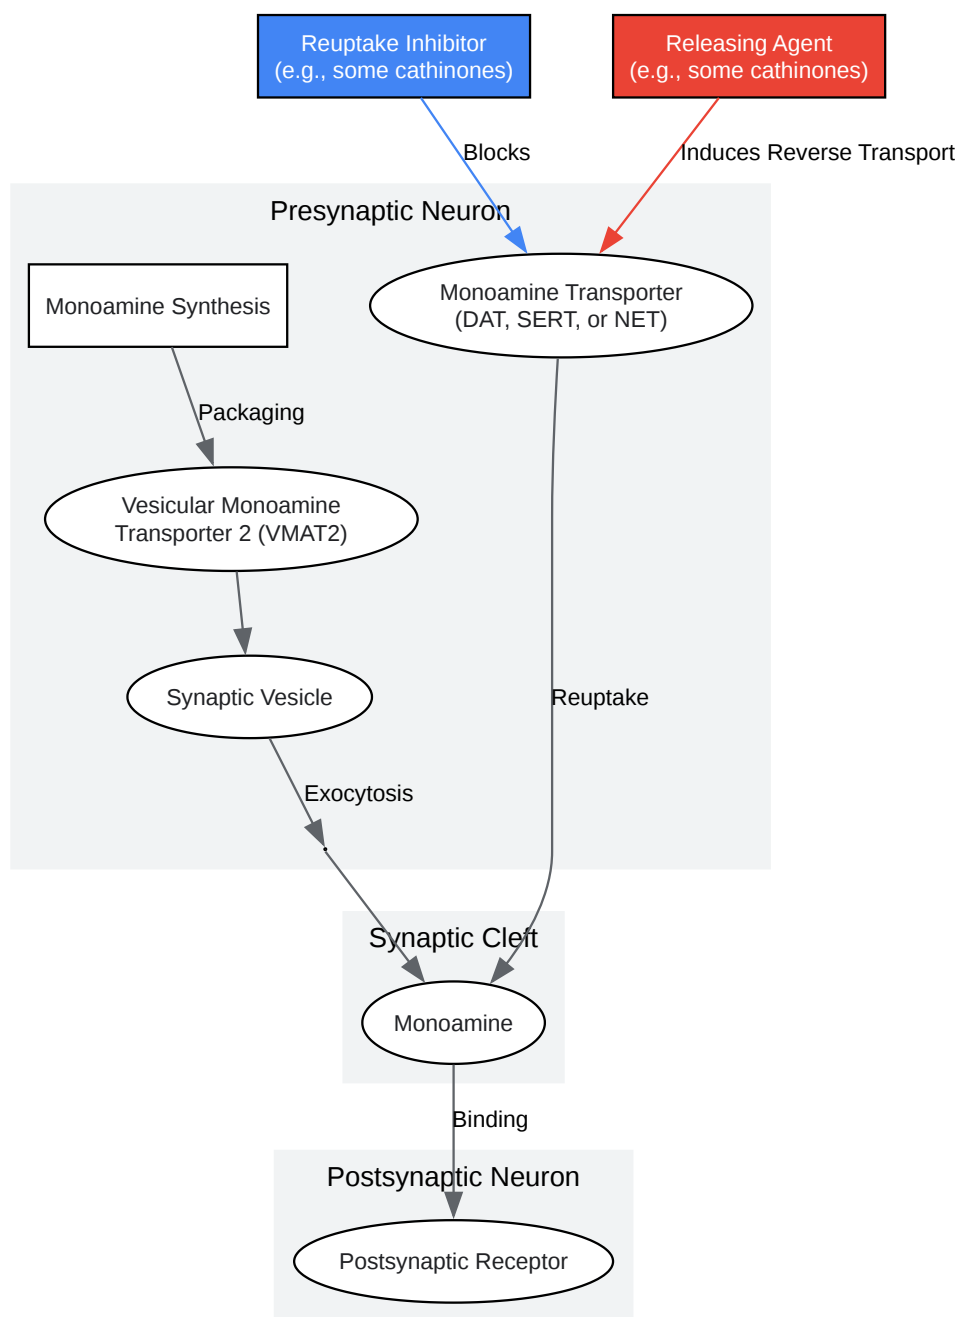 Reuptake Inhibitor
(e.g., some cathinones)
Releasing Agent
(e.g., some cathinones)
Blocks
Induces Reverse Transport
Presynaptic Neuron
Monoamine Synthesis
Monoamine Transporter
(DAT, SERT, or NET)
Packaging
Vesicular Monoamine
Transporter 2 (VMAT2)
Synaptic Vesicle
Reuptake
Exocytosis
Synaptic Cleft
Monoamine
Binding
Postsynaptic Neuron
Postsynaptic Receptor